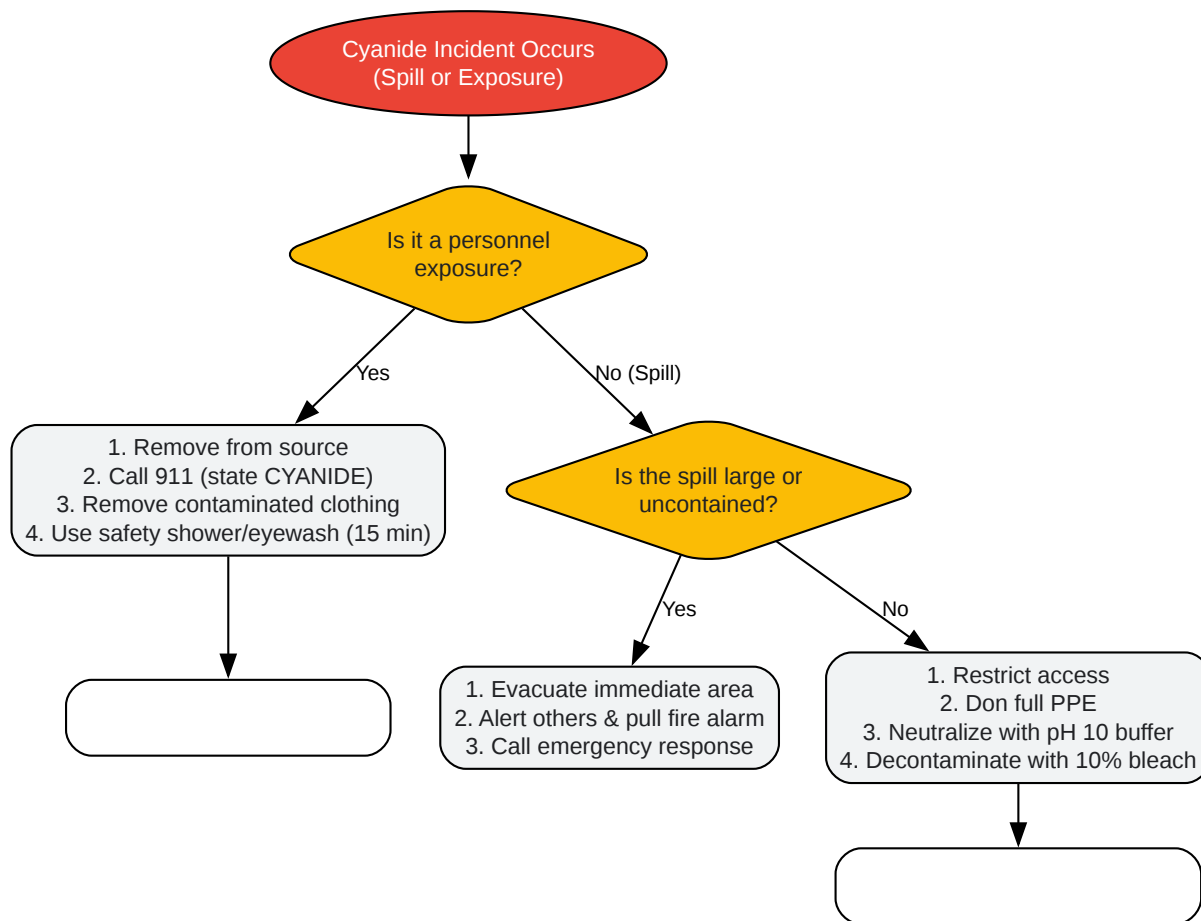 Cyanide Incident Occurs
(Spill or Exposure)
Is it a personnel
exposure?
Yes
No (Spill)
1. Remove from source
2. Call 911 (state CYANIDE)
3. Remove contaminated clothing
4. Use safety shower/eyewash (15 min)
Is the spill large or
uncontained?
Yes
No
1. Evacuate immediate area
2. Alert others & pull fire alarm
3. Call emergency response
1. Restrict access
2. Don full PPE
3. Neutralize with pH 10 buffer
4. Decontaminate with 10% bleach